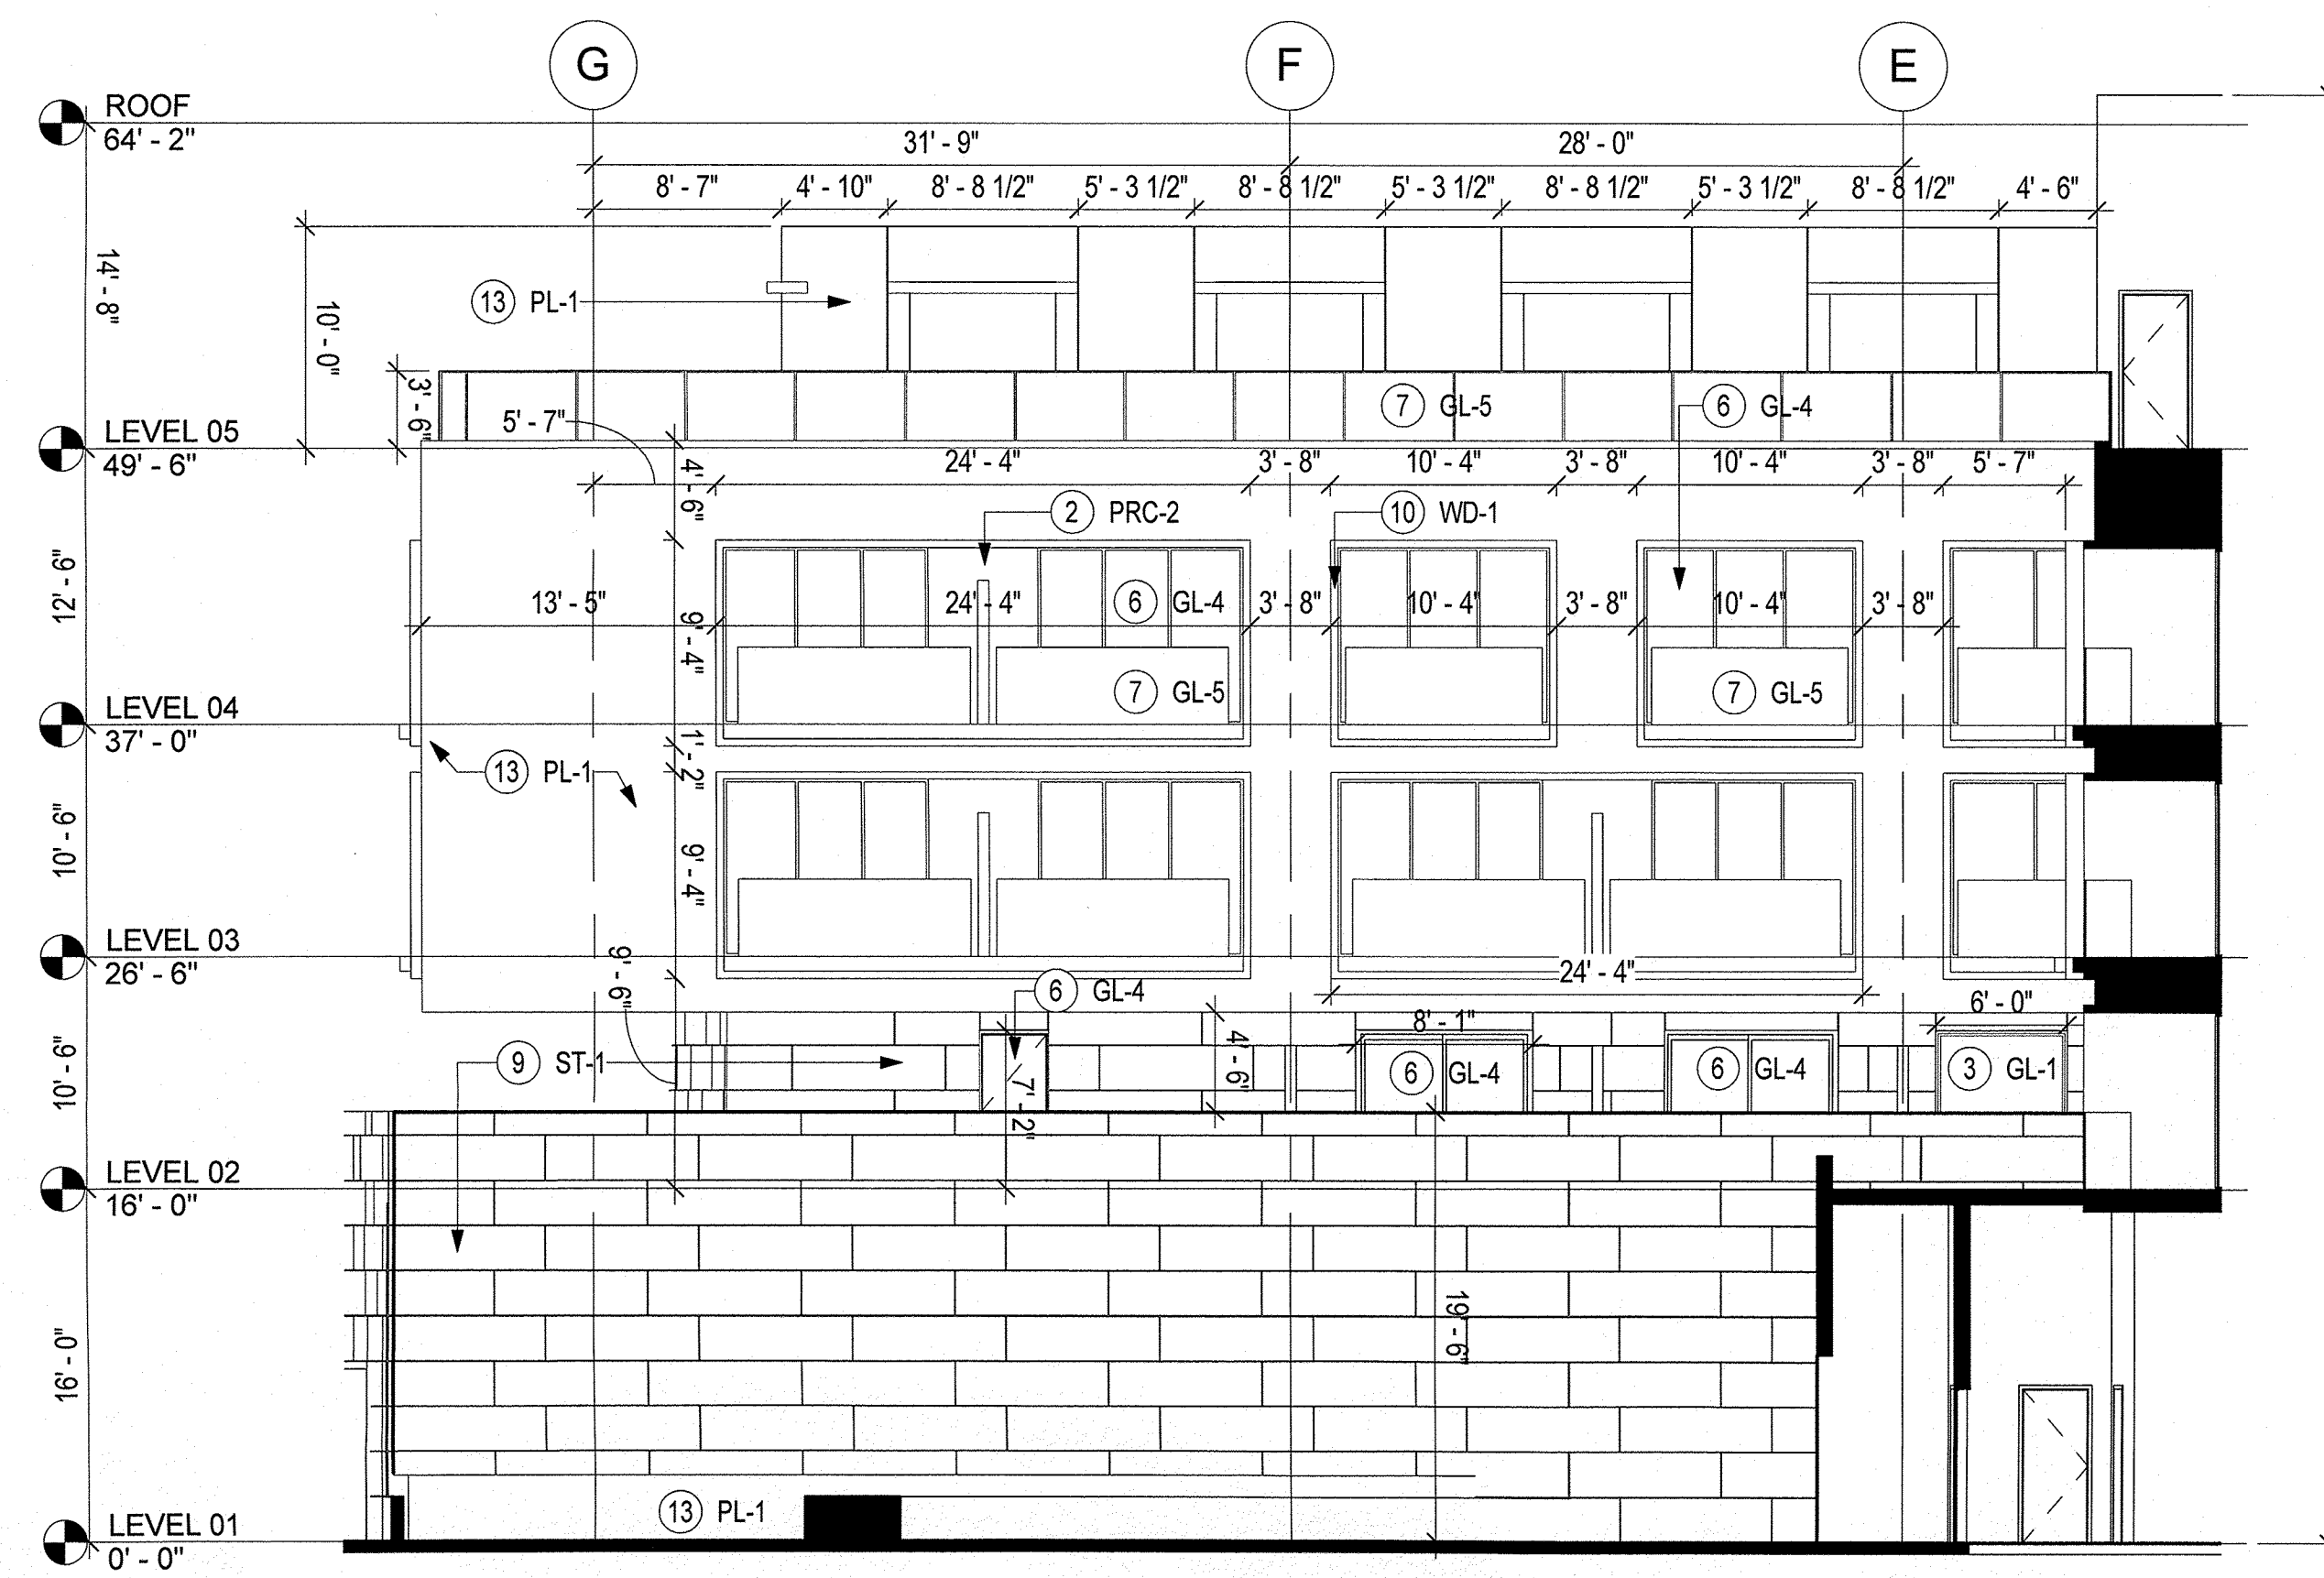 G
F
E
ROOF
64' - 2"
31' - 9"
28' - 0"
8' - 7"
4' - 10"
8' - 8 1/2"
5' - 3 1/2"
8' - 8 1/2"
5' - 3 1/2"
8' - 8 1/2"
5' - 3 1/2"
8' - 8 1/2"
4' - 6"
14' - 8"
10' - 0"
13 PL-1
3' - 6"
7 GL-5
6 GL-4
5' - 7"
LEVEL 05
49' - 6"
4' - 6"
24' - 4"
3' - 8"
10' - 4"
3' - 8"
10' - 4"
3' - 8"
5' - 7"
2 PRC-2
10 WD-1
12' - 6"
13' - 5"
9' - 4"
24' - 4"
6 GL-4
3' - 8"
10' - 4"
3' - 8"
10' - 4"
3' - 8"
7 GL-5
7 GL-5
LEVEL 04
37' - 0"
1' - 2"
13 PL-1
10' - 6"
9' - 4"
LEVEL 03
26' - 6"
9' - 6"
24' - 4"
6 GL-4
6' - 0"
8' - 1"
4' - 6"
10' - 6"
9 ST-1
7' - 2"
6 GL-4
6 GL-4
3 GL-1
LEVEL 02
16' - 0"
19' - 6"
16' - 0"
13 PL-1
LEVEL 01
0' - 0"